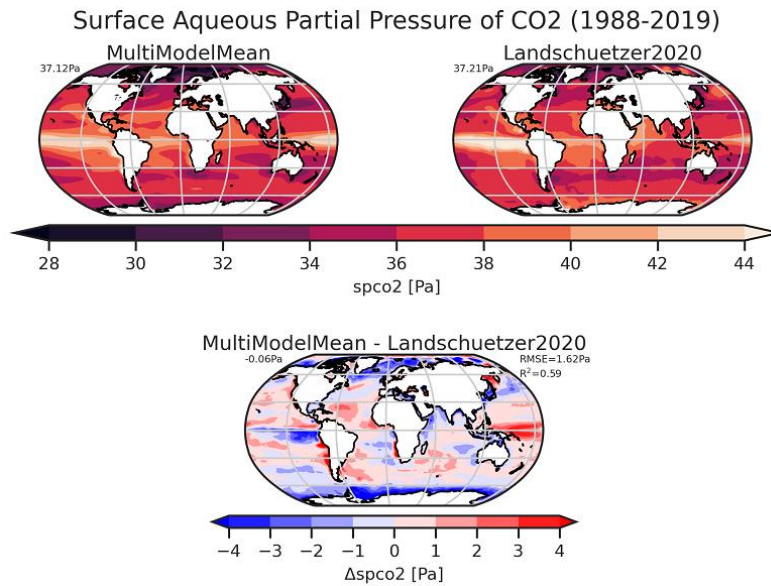 Surface Aqueous Partial Pressure of CO2 (1988-2019)
MultiModelMean
Landschuetzer2020
37.12Pa
37.21Pa
28 30 32 34 36 38 40 42 44
spco2 [Pa]
MultiModelMean - Landschuetzer2020
-0.06Pa
RMSE=1.62Pa
R²=0.59
−4 −3 −2 −1 0 1 2 3 4
Δspco2 [Pa]